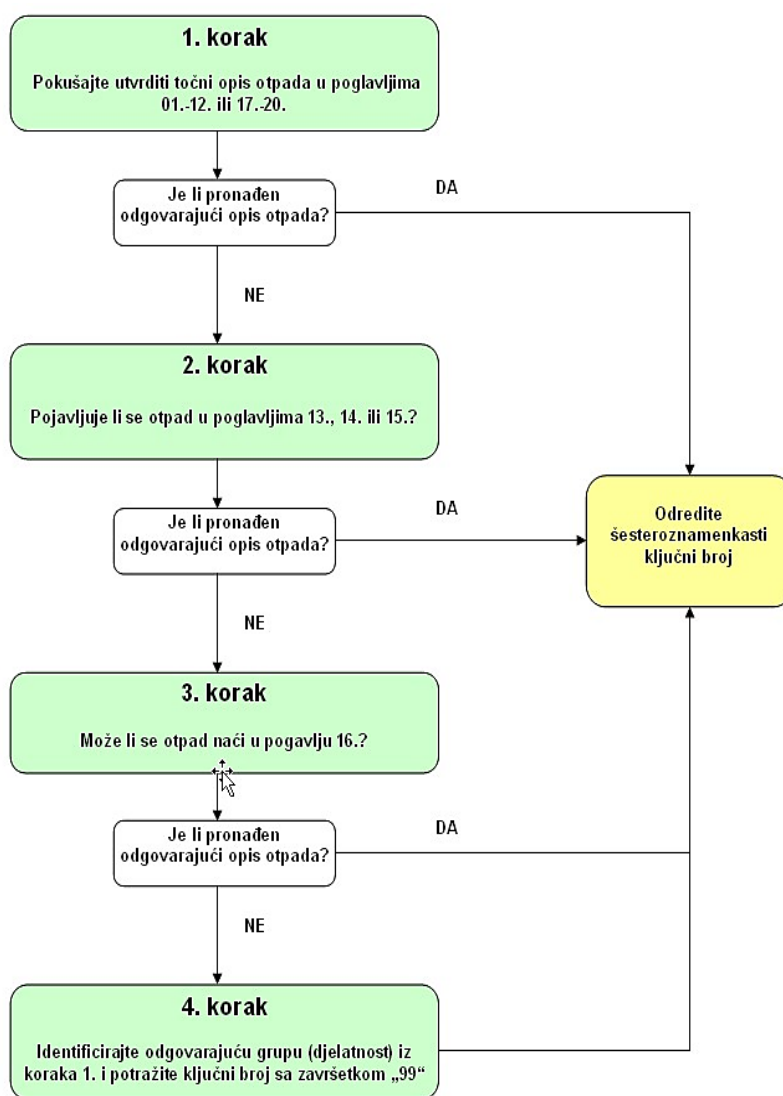 1. korak
Pokušajte utvrditi točni opis otpada u poglavljima
01.-12. ili 17.-20.
Je li pronađen
odgovarajući opis otpada?
DA
NE
2. korak
Pojavljuje li se otpad u poglavljima 13., 14. ili 15.?
Je li pronađen
odgovarajući opis otpada?
DA
Odredite
šesteroznamenkasti
ključni broj
NE
3. korak
Može li se otpad naći u pogavlju 16.?
Je li pronađen
odgovarajući opis otpada?
DA
NE
4. korak
Identificirajte odgovarajuću grupu (djelatnost) iz
koraka 1. i potražite ključni broj sa završetkom „99“